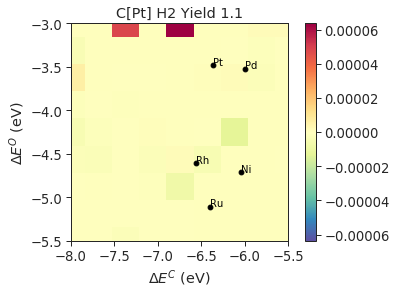 C[Pt] H2 Yield 1.1
ΔE^O (eV)
−3.0
−3.5
−4.0
−4.5
−5.0
−5.5
Pt
Pd
Rh
Ni
Ru
−8.0 −7.5 −7.0 −6.5 −6.0 −5.5
ΔE^C (eV)
0.00006
0.00004
0.00002
0.00000
−0.00002
−0.00004
−0.00006